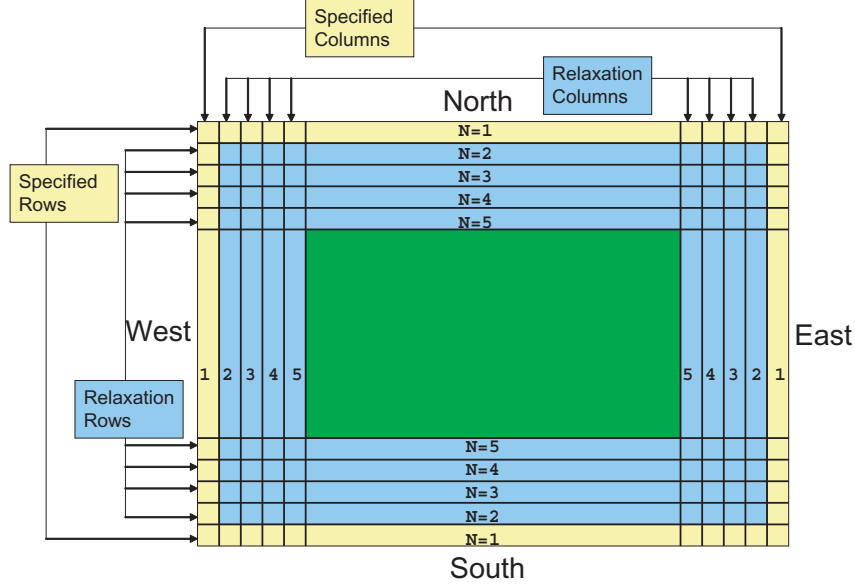 Specified
Columns
Relaxation
Columns
North
N=1
N=2
N=3
N=4
N=5
Specified
Rows
West
East
1 2 3 4 5 5 4 3 2 1
Relaxation
Rows
N=5
N=4
N=3
N=2
N=1
South